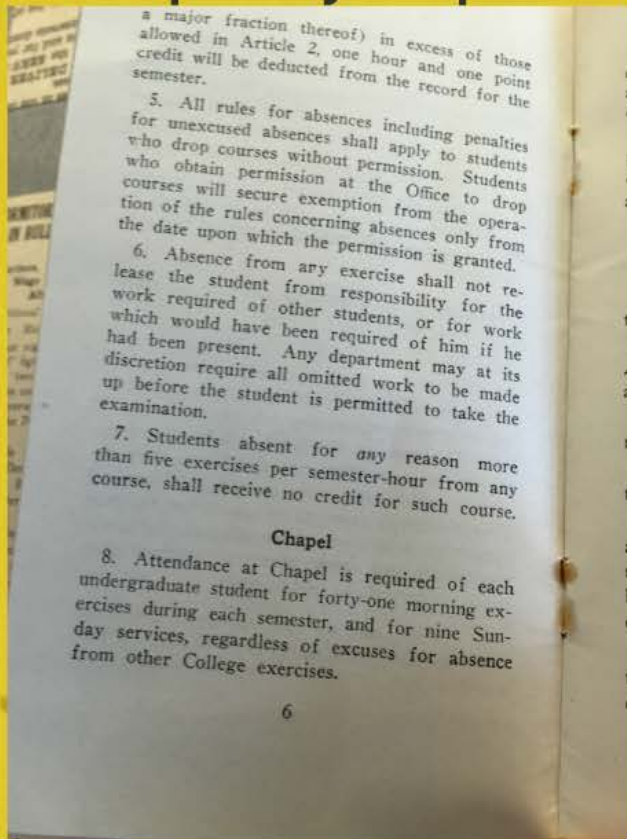 a major fraction thereof) in excess of those
allowed in Article 2, one hour and one point
credit will be deducted from the record for the
semester.
5. All rules for absences including penalties
for unexcused absences shall apply to students
who drop courses without permission. Students
who obtain permission at the Office to drop
courses will secure exemption from the opera-
tion of the rules concerning absences only from
the date upon which the permission is granted.
6. Absence from any exercise shall not re-
lease the student from responsibility for the
work required of other students, or for work
which would have been required of him if he
had been present. Any department may at its
discretion require all omitted work to be made
up before the student is permitted to take the
examination.
7. Students absent for any reason more
than five exercises per semester-hour from any
course, shall receive no credit for such course.
Chapel
8. Attendance at Chapel is required of each
undergraduate student for forty-one morning ex-
ercises during each semester, and for nine Sun-
day services, regardless of excuses for absence
from other College exercises.
6